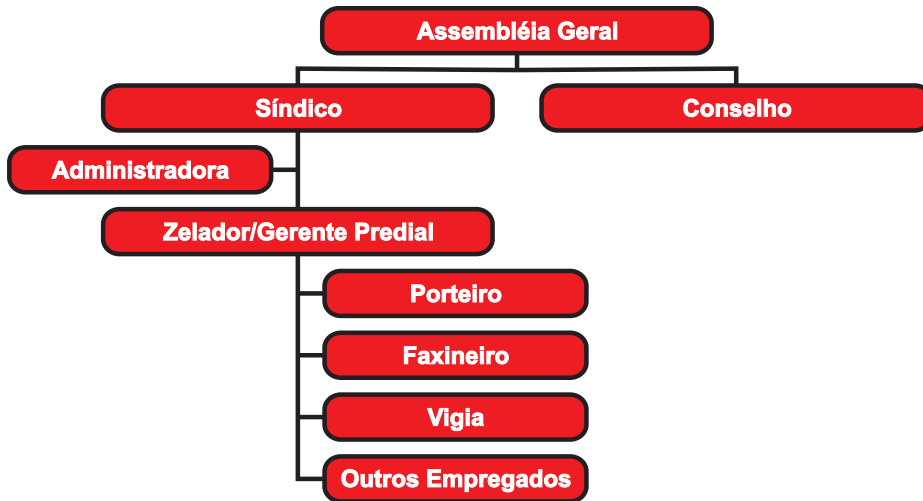 Assembléia Geral
Síndico
Conselho
Administradora
Zelador/Gerente Predial
Porteiro
Faxineiro
Vigia
Outros Empregados